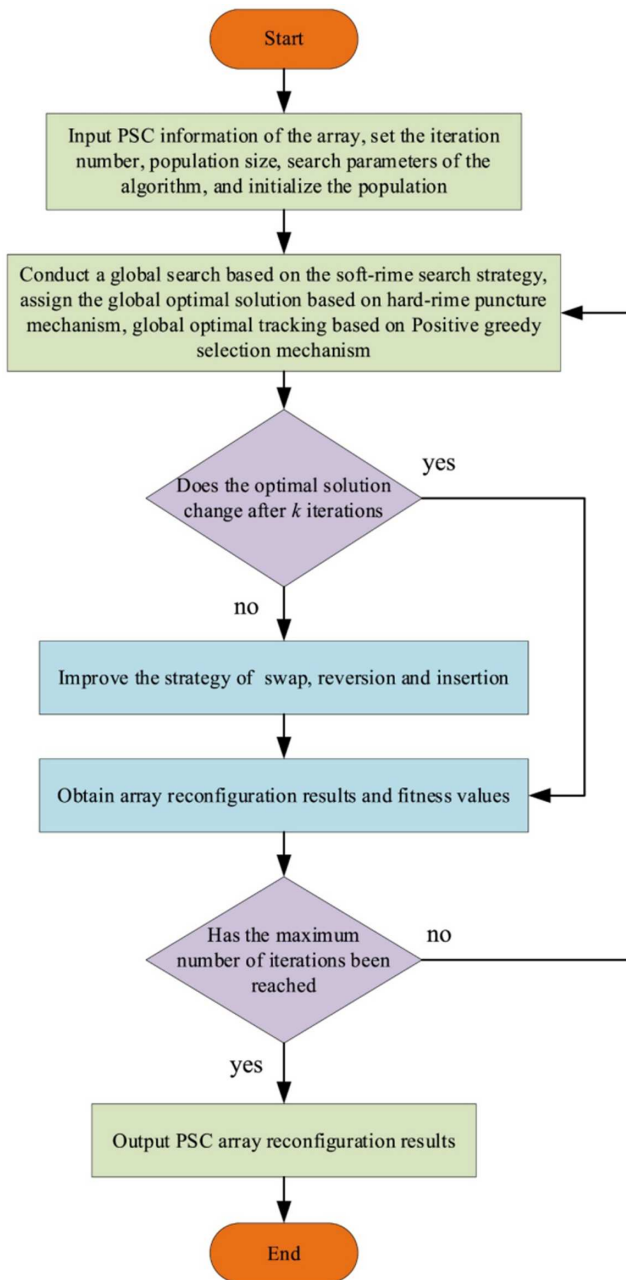 Start
Input PSC information of the array, set the iteration
number, population size, search parameters of the
algorithm, and initialize the population
Conduct a global search based on the soft-rime search strategy,
assign the global optimal solution based on hard-rime puncture
mechanism, global optimal tracking based on Positive greedy
selection mechanism
yes
Does the optimal solution
change after k iterations
no
Improve the strategy of swap, reversion and insertion
Obtain array reconfiguration results and fitness values
Has the maximum
number of iterations been
reached
no
yes
Output PSC array reconfiguration results
End